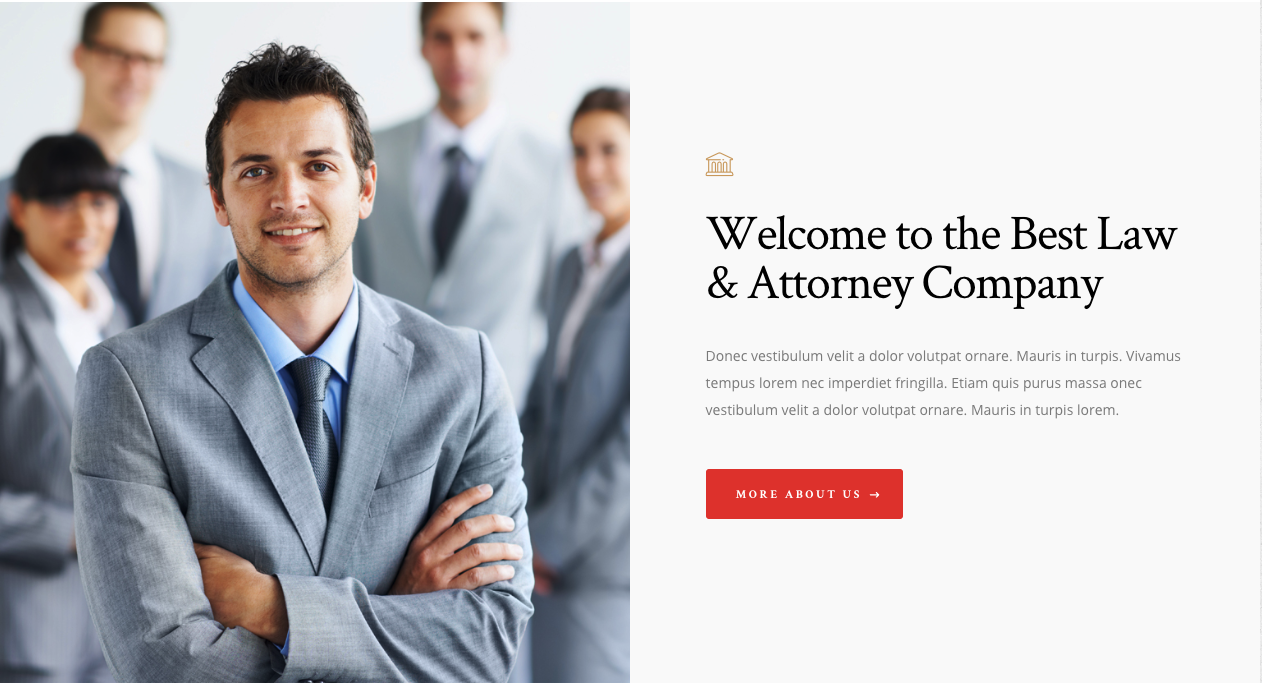 Welcome to the Best Law
& Attorney Company
Donec vestibulum velit a dolor volutpat ornare. Mauris in turpis. Vivamus
tempus lorem nec imperdiet fringilla. Etiam quis purus massa onec
vestibulum velit a dolor volutpat ornare. Mauris in turpis lorem.
MORE ABOUT US →